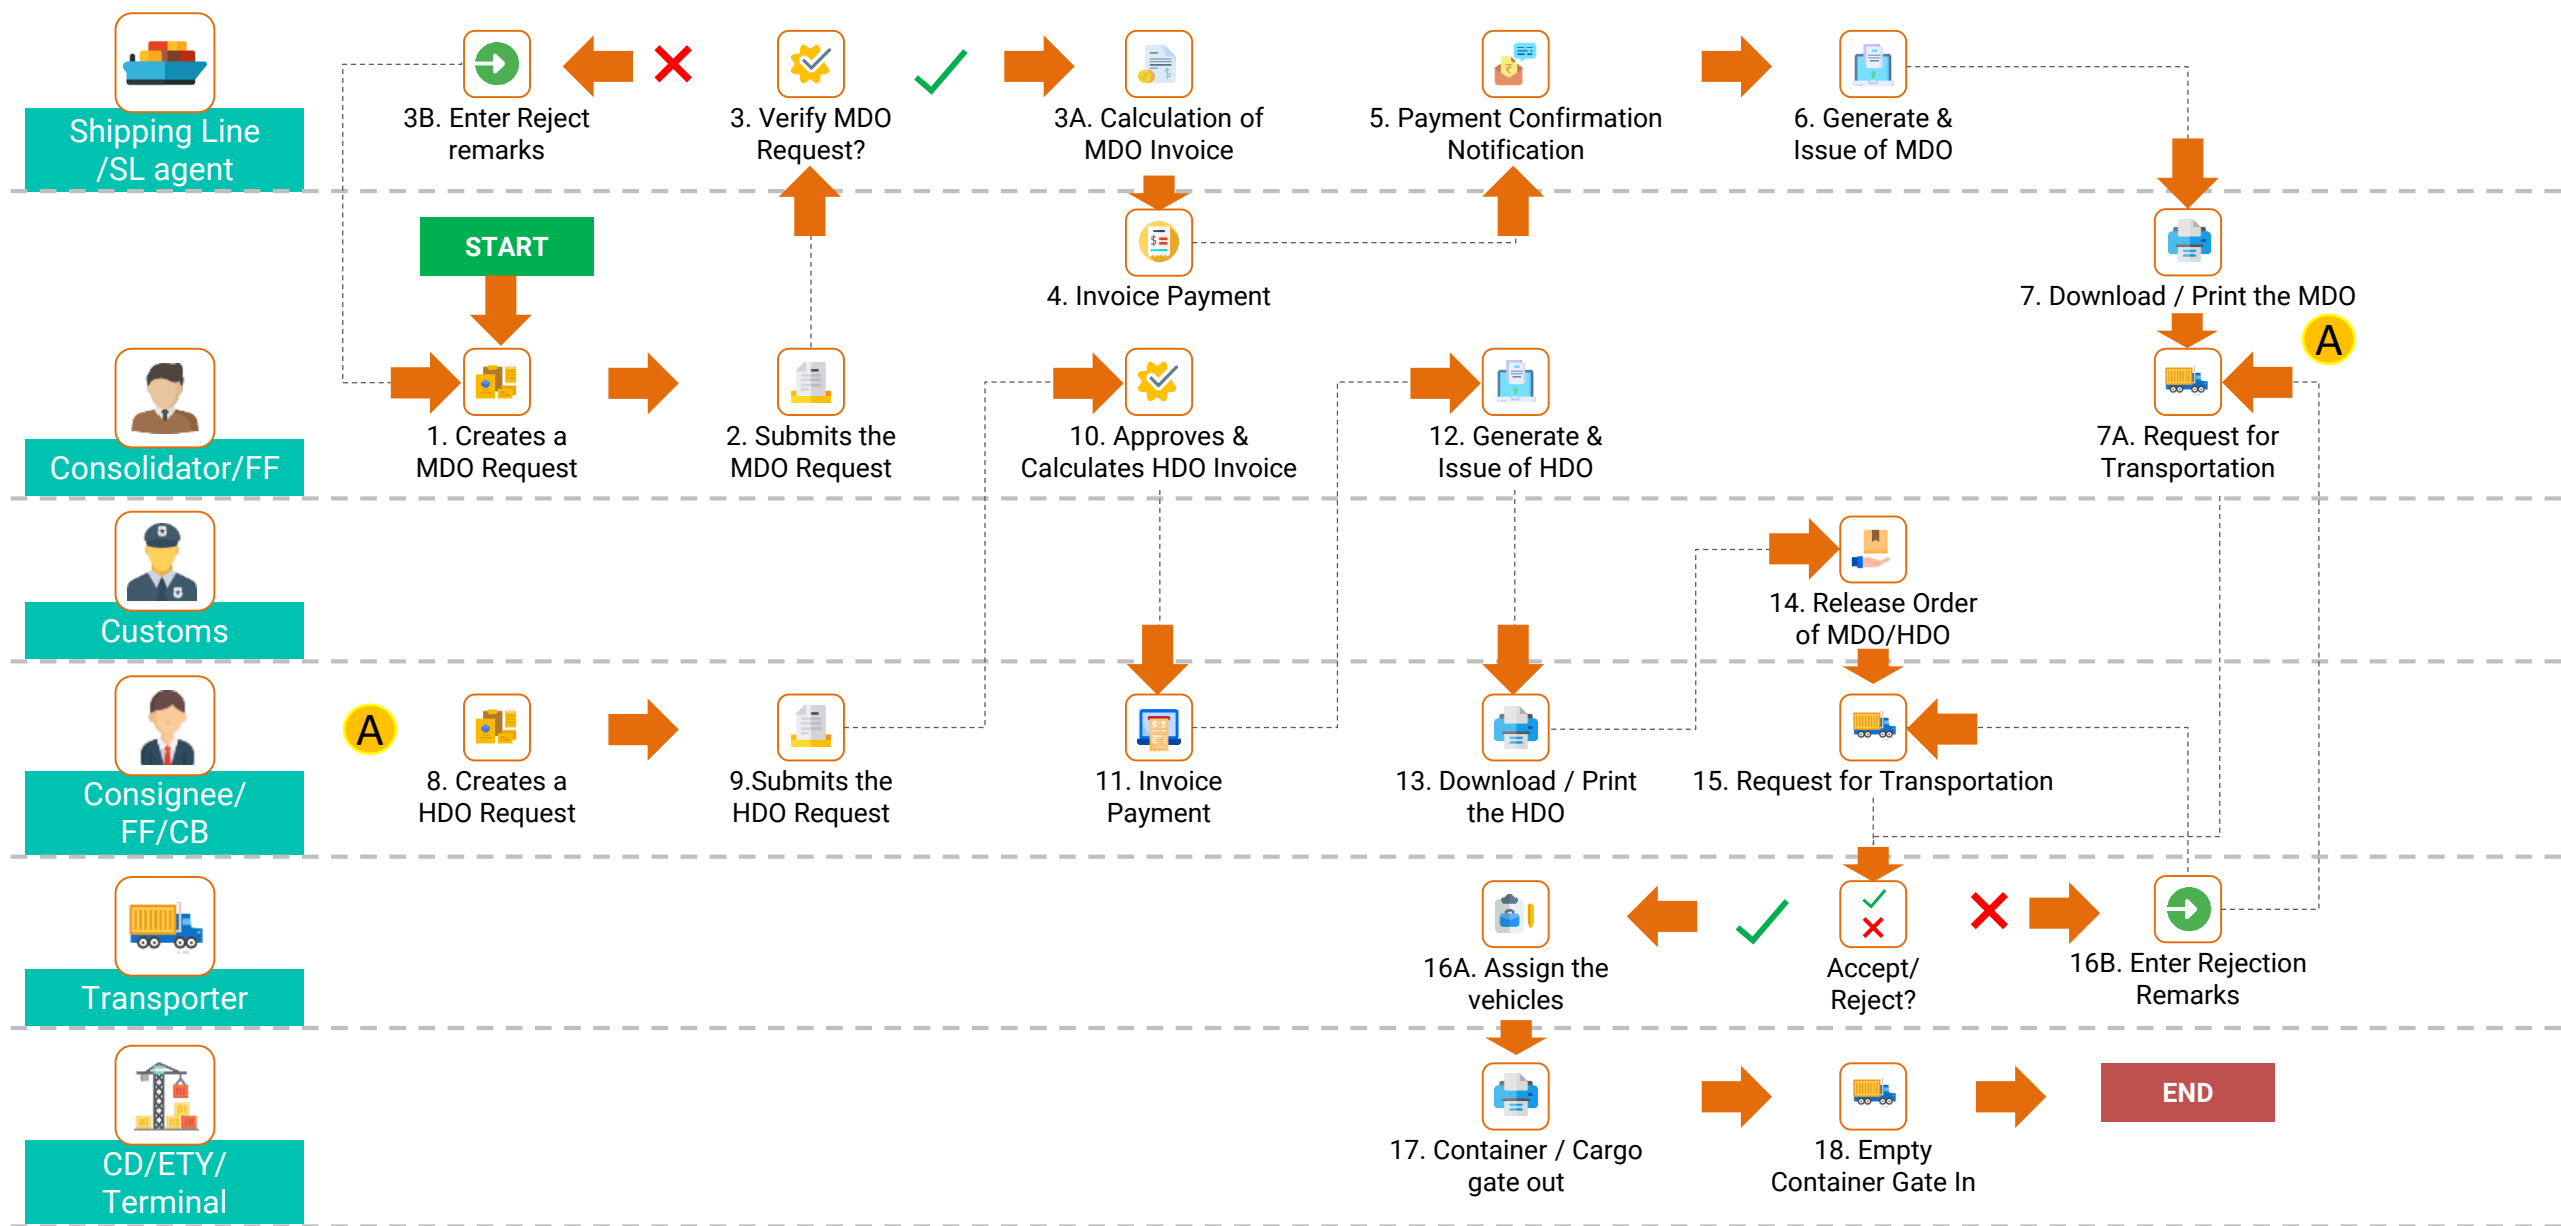 Shipping Line
/SL agent
3B. Enter Reject
remarks
3. Verify MDO
Request?
3A. Calculation of
MDO Invoice
5. Payment Confirmation
Notification
6. Generate &
Issue of MDO
START
4. Invoice Payment
7. Download / Print the MDO
A
Consolidator/FF
1. Creates a
MDO Request
2. Submits the
MDO Request
10. Approves &
Calculates HDO Invoice
12. Generate &
Issue of HDO
7A. Request for
Transportation
Customs
14. Release Order
of MDO/HDO
Consignee/
FF/CB
A
8. Creates a
HDO Request
9.Submits the
HDO Request
11. Invoice
Payment
13. Download / Print
the HDO
15. Request for Transportation
Transporter
16A. Assign the
vehicles
Accept/
Reject?
16B. Enter Rejection
Remarks
CD/ETY/
Terminal
17. Container / Cargo
gate out
18. Empty
Container Gate In
END